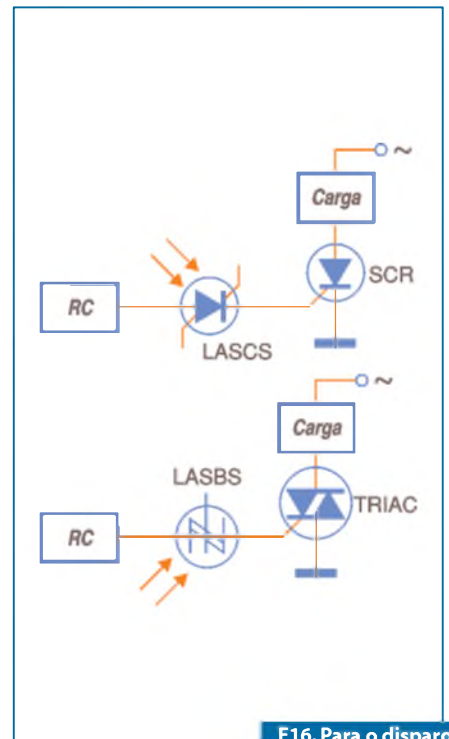 ~
Carga
SCR
RC
LASCS
~
Carga
LASBS
TRIAC
RC
F16. Para o disparo